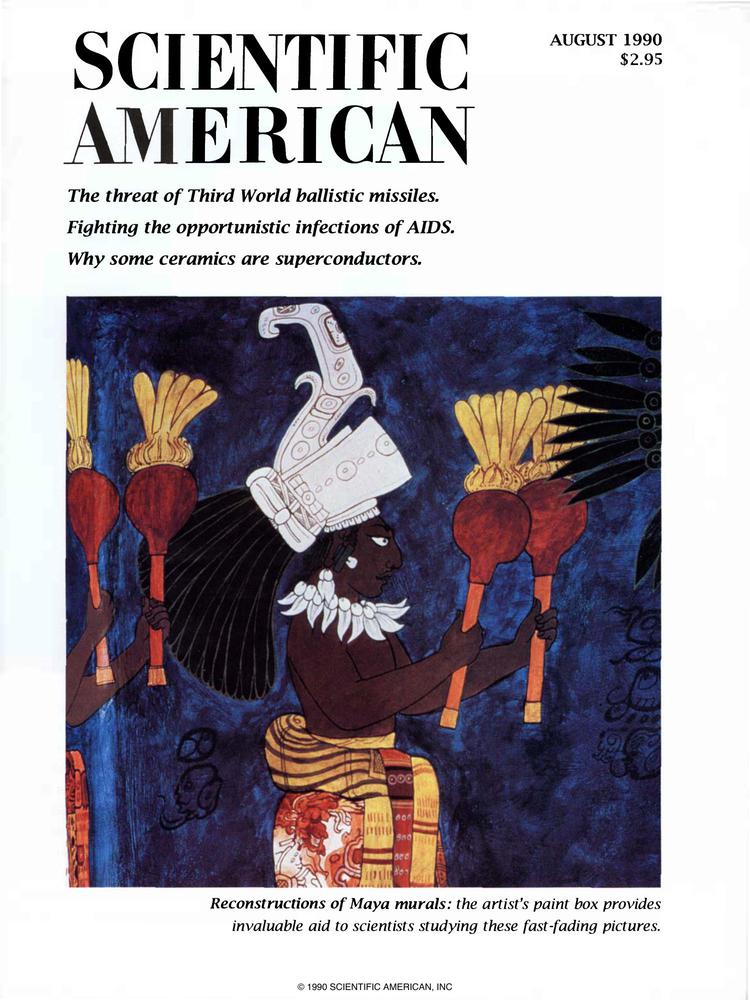 SCIENTIFIC
AMERICAN
AUGUST 1990
$2.95
The threat of Third World ballistic missiles.
Fighting the opportunistic infections of AIDS.
Why some ceramics are superconductors.
Reconstructions of Maya murals: the artist's paint box provides
invaluable aid to scientists studying these fast-fading pictures.
© 1990 SCIENTIFIC AMERICAN, INC